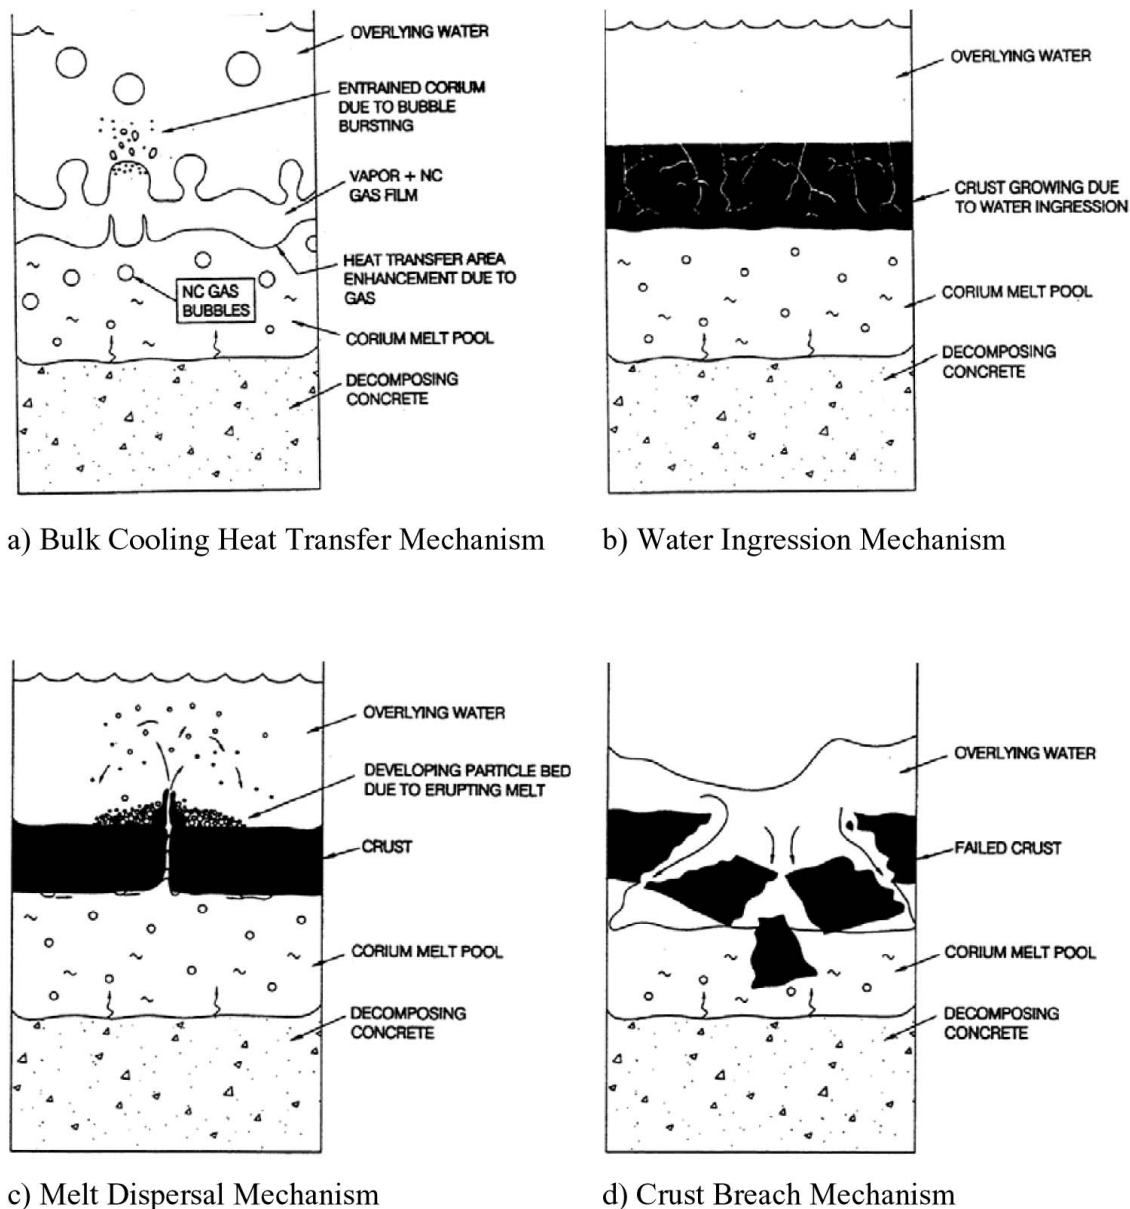 OVERLYING WATER
ENTRAINED CORIUM
DUE TO BUBBLE
BURSTING
VAPOR + NC
GAS FILM
HEAT TRANSFER AREA
ENHANCEMENT DUE TO
GAS
NC GAS
BUBBLES
CORIUM MELT POOL
DECOMPOSING
CONCRETE
a) Bulk Cooling Heat Transfer Mechanism
OVERLYING WATER
CRUST GROWING DUE
TO WATER INGRESSION
CORIUM MELT POOL
DECOMPOSING
CONCRETE
b) Water Ingression Mechanism
OVERLYING WATER
DEVELOPING PARTICLE BED
DUE TO ERUPTING MELT
CRUST
CORIUM MELT POOL
DECOMPOSING
CONCRETE
c) Melt Dispersal Mechanism
OVERLYING WATER
FAILED CRUST
CORIUM MELT POOL
DECOMPOSING
CONCRETE
d) Crust Breach Mechanism